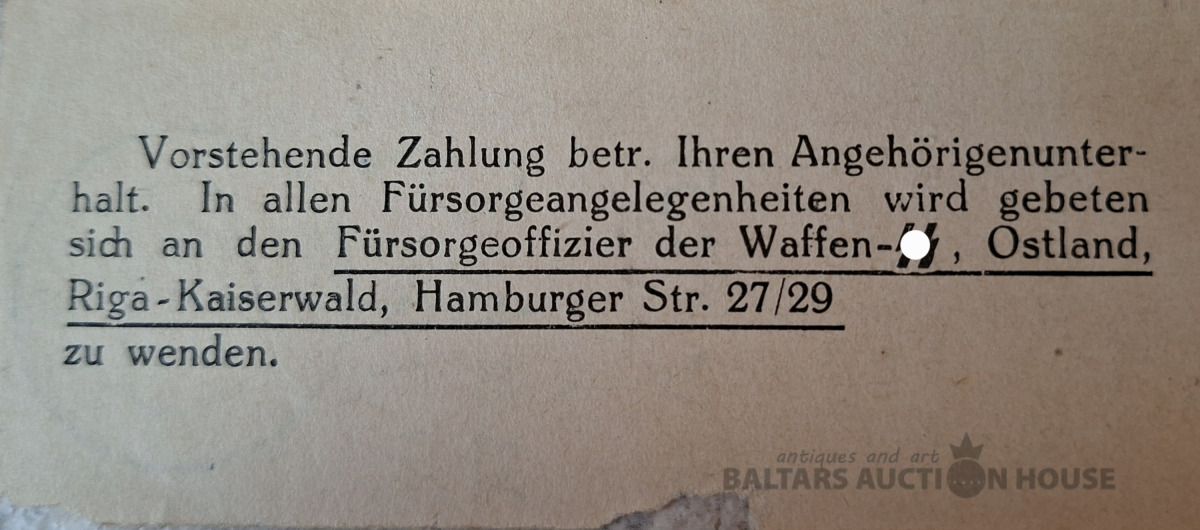 Vorstehende Zahlung betr. Ihren Angehörigenunter-
halt. In allen Fürsorgeangelegenheiten wird gebeten
sich an den Fürsorgeoffizier der Waffen-, Ostland,
Riga-Kaiserwald, Hamburger Str. 27/29
zu wenden.
antiques and art
BALTARS AUCTION HOUSE